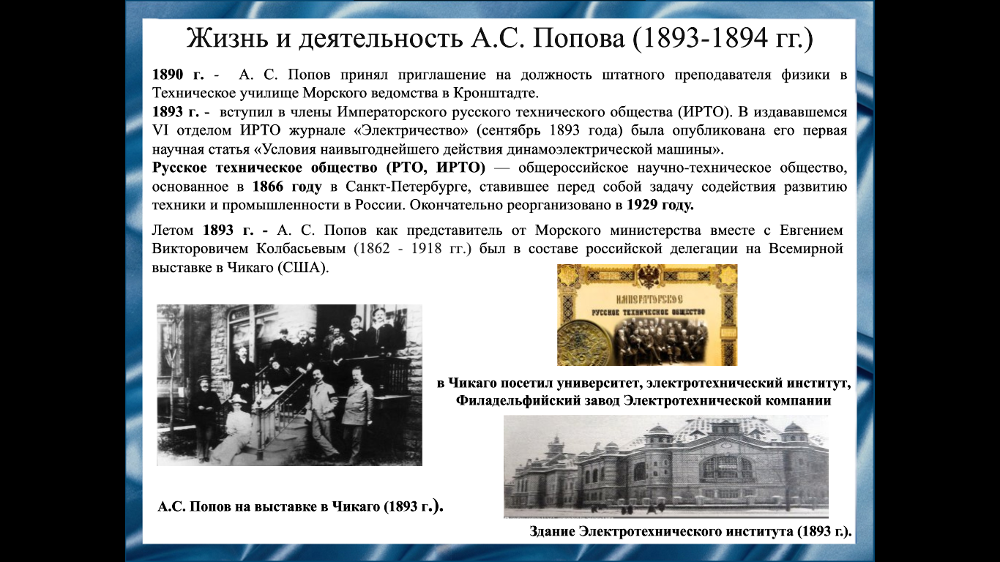 Жизнь и деятельность А.С. Попова (1893-1894 гг.)
1890 г. - А. С. Попов принял приглашение на должность штатного преподавателя физики в
Техническое училище Морского ведомства в Кронштадте.
1893 г. - вступил в члены Императорского русского технического общества (ИРТО). В издававшемся
VI отделом ИРТО журнале «Электричество» (сентябрь 1893 года) была опубликована его первая
научная статья «Условия наивыгоднейшего действия динамоэлектрической машины».
Русское техническое общество (РТО, ИРТО) — общероссийское научно-техническое общество,
основанное в 1866 году в Санкт-Петербурге, ставившее перед собой задачу содействия развитию
техники и промышленности в России. Окончательно реорганизовано в 1929 году.
Летом 1893 г. - А. С. Попов как представитель от Морского министерства вместе с Евгением
Викторовичем Колбасьевым (1862 - 1918 гг.) был в составе российской делегации на Всемирной
выставке в Чикаго (США).
ИМПЕРАТОРСКОЕ
РУССКОЕ ТЕХНИЧЕСКОЕ ОБЩЕСТВО
в Чикаго посетил университет, электротехнический институт,
Филадельфийский завод Электротехнической компании
А.С. Попов на выставке в Чикаго (1893 г.).
Здание Электротехнического института (1893 г.).